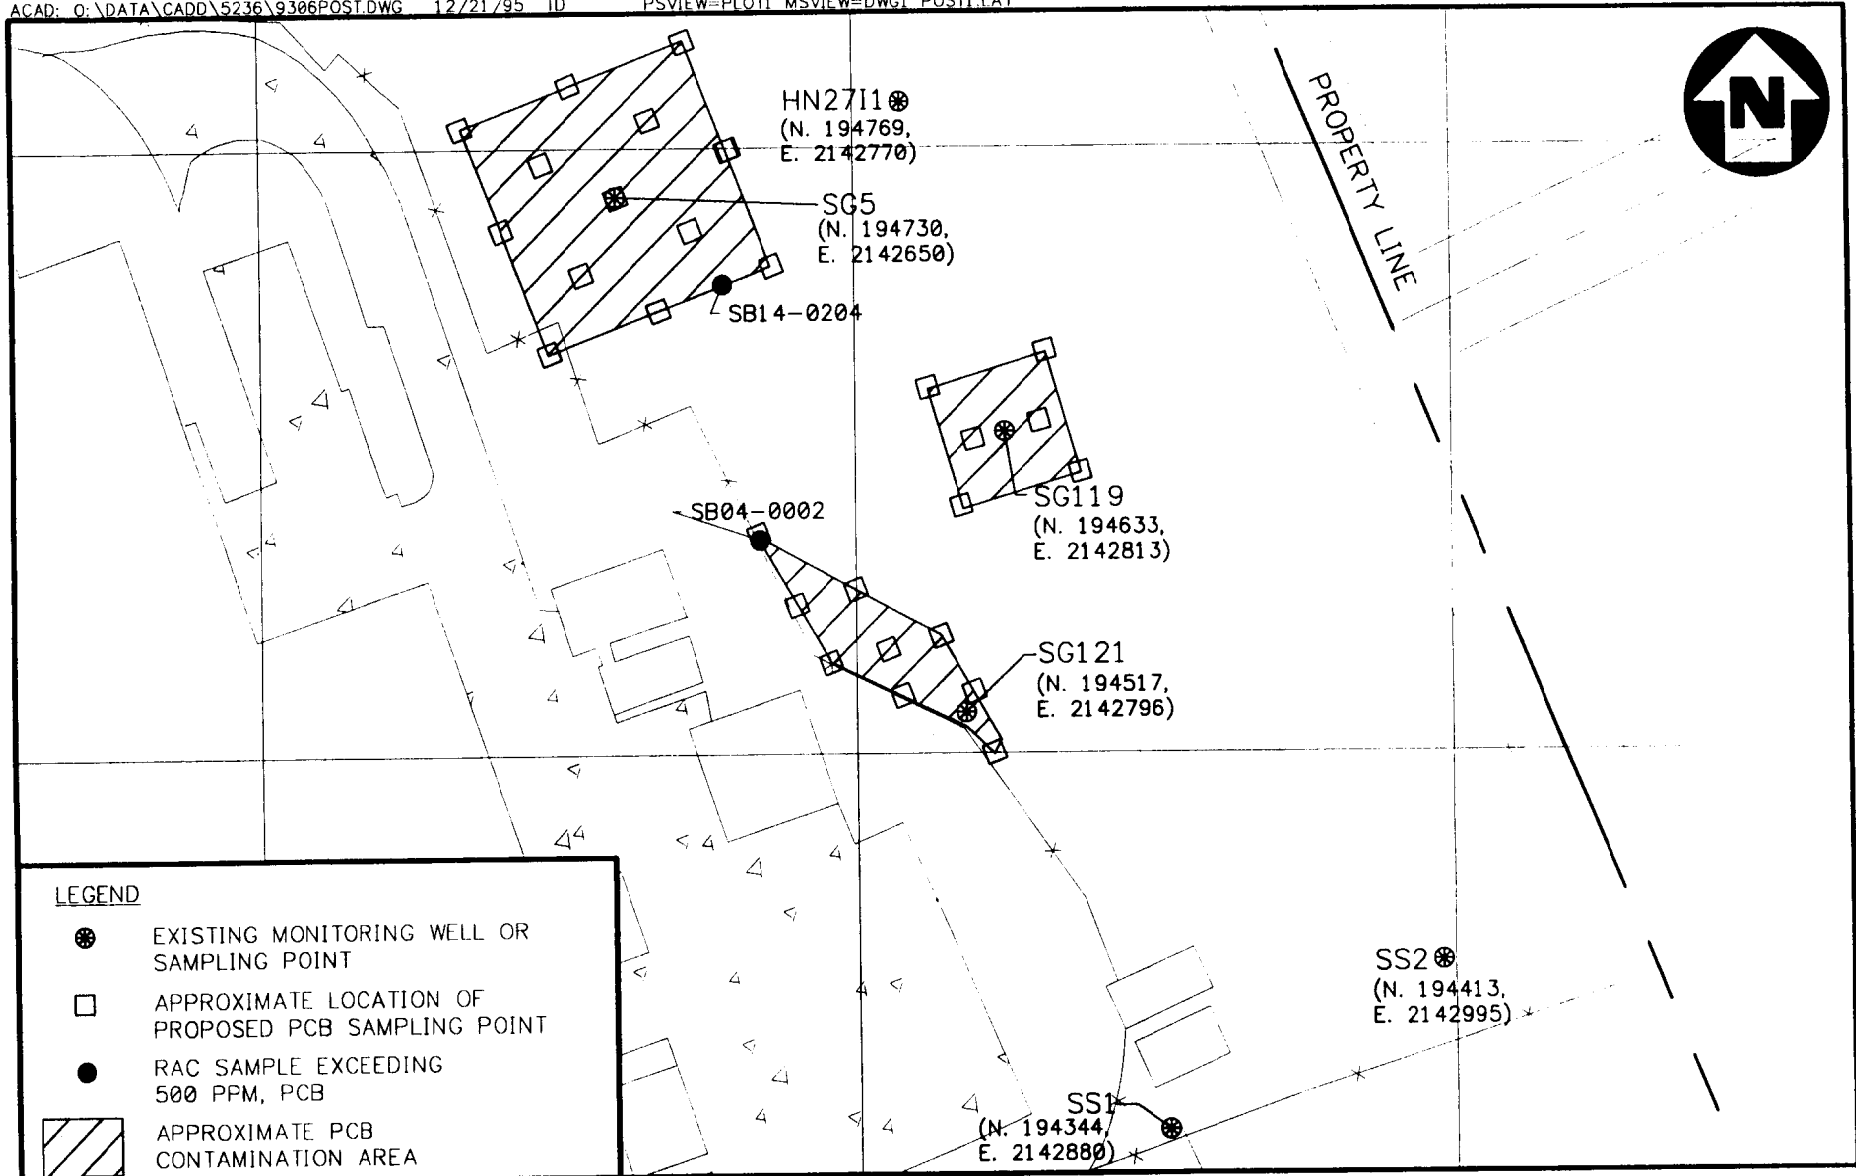 ACAD: O:\DATA\CADD\5236\9306POST.DWG 12/21/95 ID PSVIEW=PLOT1 MSVIEW=DWG1
N
HN27I1
(N. 194769,
E. 2142770)
PROPERTY LINE
SG5
(N. 194730,
E. 2142650)
SB14-0204
SG119
(N. 194633,
E. 2142813)
SB04-0002
SG121
(N. 194517,
E. 2142796)
LEGEND
EXISTING MONITORING WELL OR
SAMPLING POINT
APPROXIMATE LOCATION OF
PROPOSED PCB SAMPLING POINT
RAC SAMPLE EXCEEDING
500 PPM, PCB
APPROXIMATE PCB
CONTAMINATION AREA
SS2
(N. 194413,
E. 2142995)
SS1
(N. 194344,
E. 2142880)